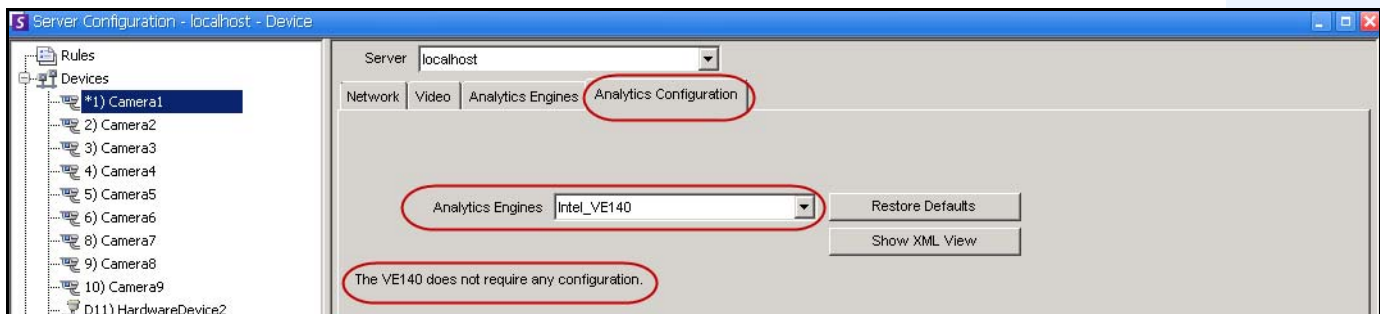 Server Configuration - localhost - Device
Rules
Devices
*1) Camera1
2) Camera2
3) Camera3
4) Camera4
5) Camera5
6) Camera6
8) Camera7
9) Camera8
10) Camera9
D11) HardwareDevice2
Server localhost
Network Video Analytics Engines Analytics Configuration
Analytics Engines Intel_VE140 Restore Defaults
Show XML View
The VE140 does not require any configuration.